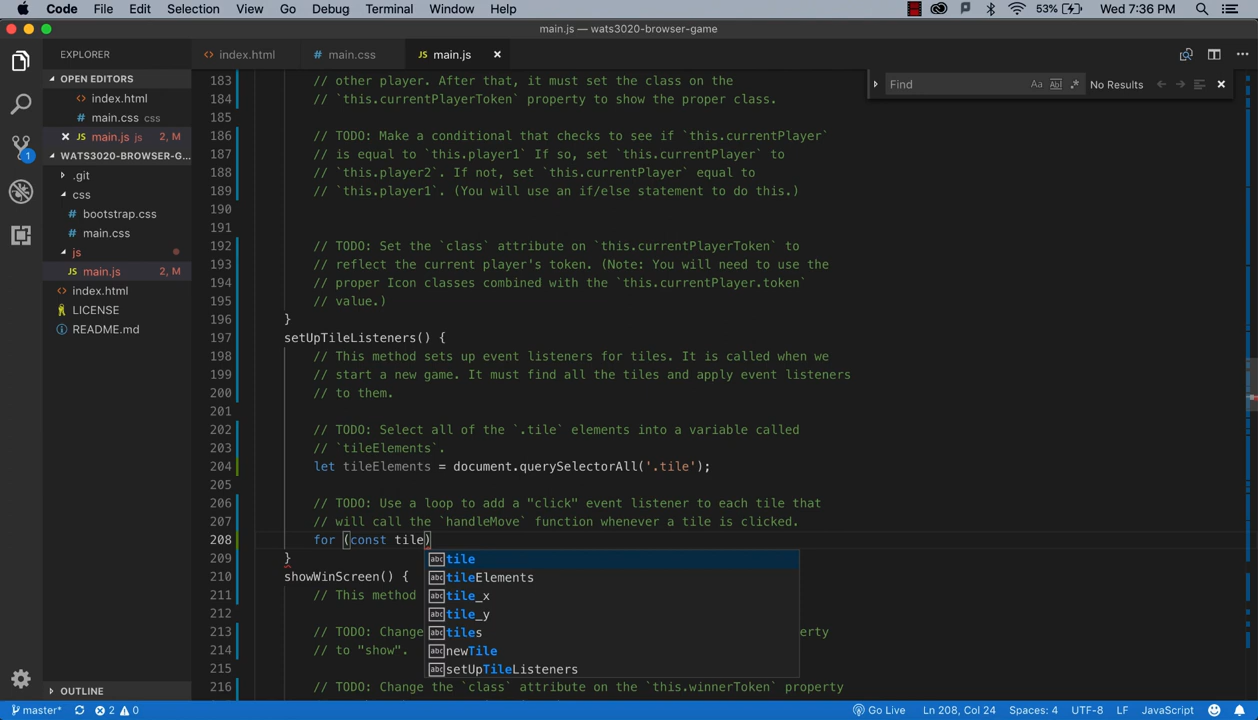 Code File Edit Selection View Go Debug Terminal Window Help 53% Wed 7:36 PM
main.js — wats3020-browser-game
EXPLORER
OPEN EDITORS
index.html
main.css css
main.js js 2, M
WATS3020-BROWSER-G...
.git
css
bootstrap.css
main.css
js
main.js 2, M
index.html
LICENSE
README.md
OUTLINE
1
index.html main.css main.js
Find Aa Abl .* No Results
183 // other player. After that, it must set the class on the
184 // `this.currentPlayerToken` property to show the proper class.
185
186 // TODO: Make a conditional that checks to see if `this.currentPlayer`
187 // is equal to `this.player1` If so, set `this.currentPlayer` to
188 // `this.player2`. If not, set `this.currentPlayer` equal to
189 // `this.player1`. (You will use an if/else statement to do this.)
190
191
192 // TODO: Set the `class` attribute on `this.currentPlayerToken` to
193 // reflect the current player's token. (Note: You will need to use the
194 // proper Icon classes combined with the `this.currentPlayer.token`
195 // value.)
196 }
197 setUpTileListeners() {
198 // This method sets up event listeners for tiles. It is called when we
199 // start a new game. It must find all the tiles and apply event listeners
200 // to them.
201
202 // TODO: Select all of the `.tile` elements into a variable called
203 // `tileElements`.
204 let tileElements = document.querySelectorAll('.tile');
205
206 // TODO: Use a loop to add a "click" event listener to each tile that
207 // will call the `handleMove` function whenever a tile is clicked.
208 for (const tile)
209 }
210 showWinScreen() {
211 // This method
212
213 // TODO: Chang operty
214 // to "show".
215
216 // TODO: Change the `class` attribute on the `this.winnerToken` property
abc tile
abc tileElements
abc tile_x
abc tile_y
abc tiles
abc newTile
abc setUpTileListeners
master* 2 0 Go Live Ln 208, Col 24 Spaces: 4 UTF-8 LF JavaScript